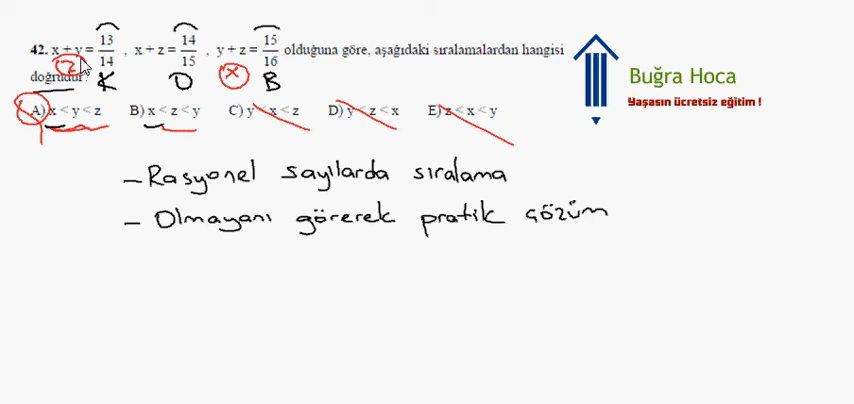 42. x + y = 13/14 , x + z = 14/15 , y + z = 15/16 olduğuna göre, aşağıdaki sıralamalardan hangisi
z x
doğrudur? K O B
A) x < y < z B) x < z < y C) y < x < z D) y < z < x E) z < x < y
- Rasyonel sayılarda sıralama
- Olmayanı görerek pratik çözüm
Buğra Hoca
Yaşasın ücretsiz eğitim !